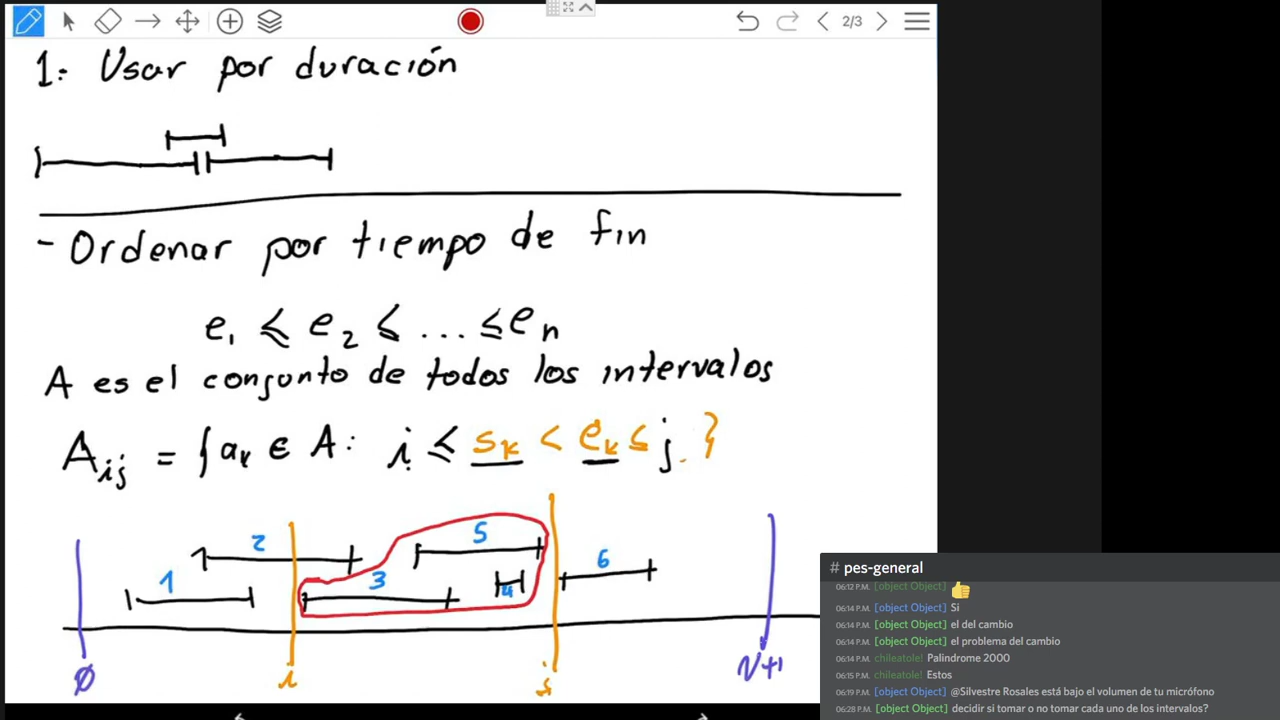 2/3
1. Usar por duración
- Ordenar por tiempo de fin
e₁ ≤ e₂ ≤ ... ≤ eₙ
A es el conjunto de todos los intervalos
Aᵢⱼ = { aₖ ∈ A: i ≤ sₖ < eₖ ≤ j. }
1 2 3 5 4 6
0 i j N+1
# pes-general
06:12 P.M. [object Object] 👍
06:14 P.M. [object Object] Si
06:14 P.M. [object Object] el del cambio
06:14 P.M. [object Object] el problema del cambio
06:14 P.M. chileatole! Palindrome 2000
06:15 P.M. chileatole! Estos
06:19 P.M. [object Object] @Silvestre Rosales está bajo el volumen de tu micrófono
06:28 P.M. [object Object] decidir si tomar o no tomar cada uno de los intervalos?